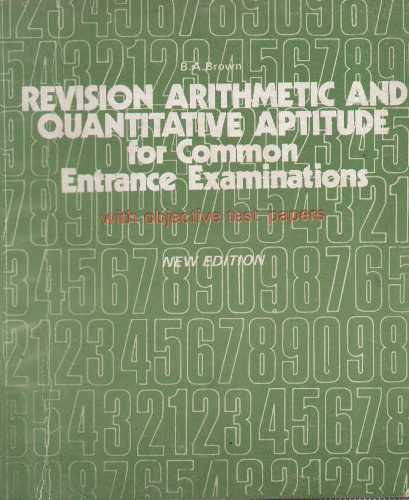 B.A.Brown
REVISION ARITHMETIC AND
QUANTITATIVE APTITUDE
for Common
Entrance Examinations
with objective test papers
NEW EDITION